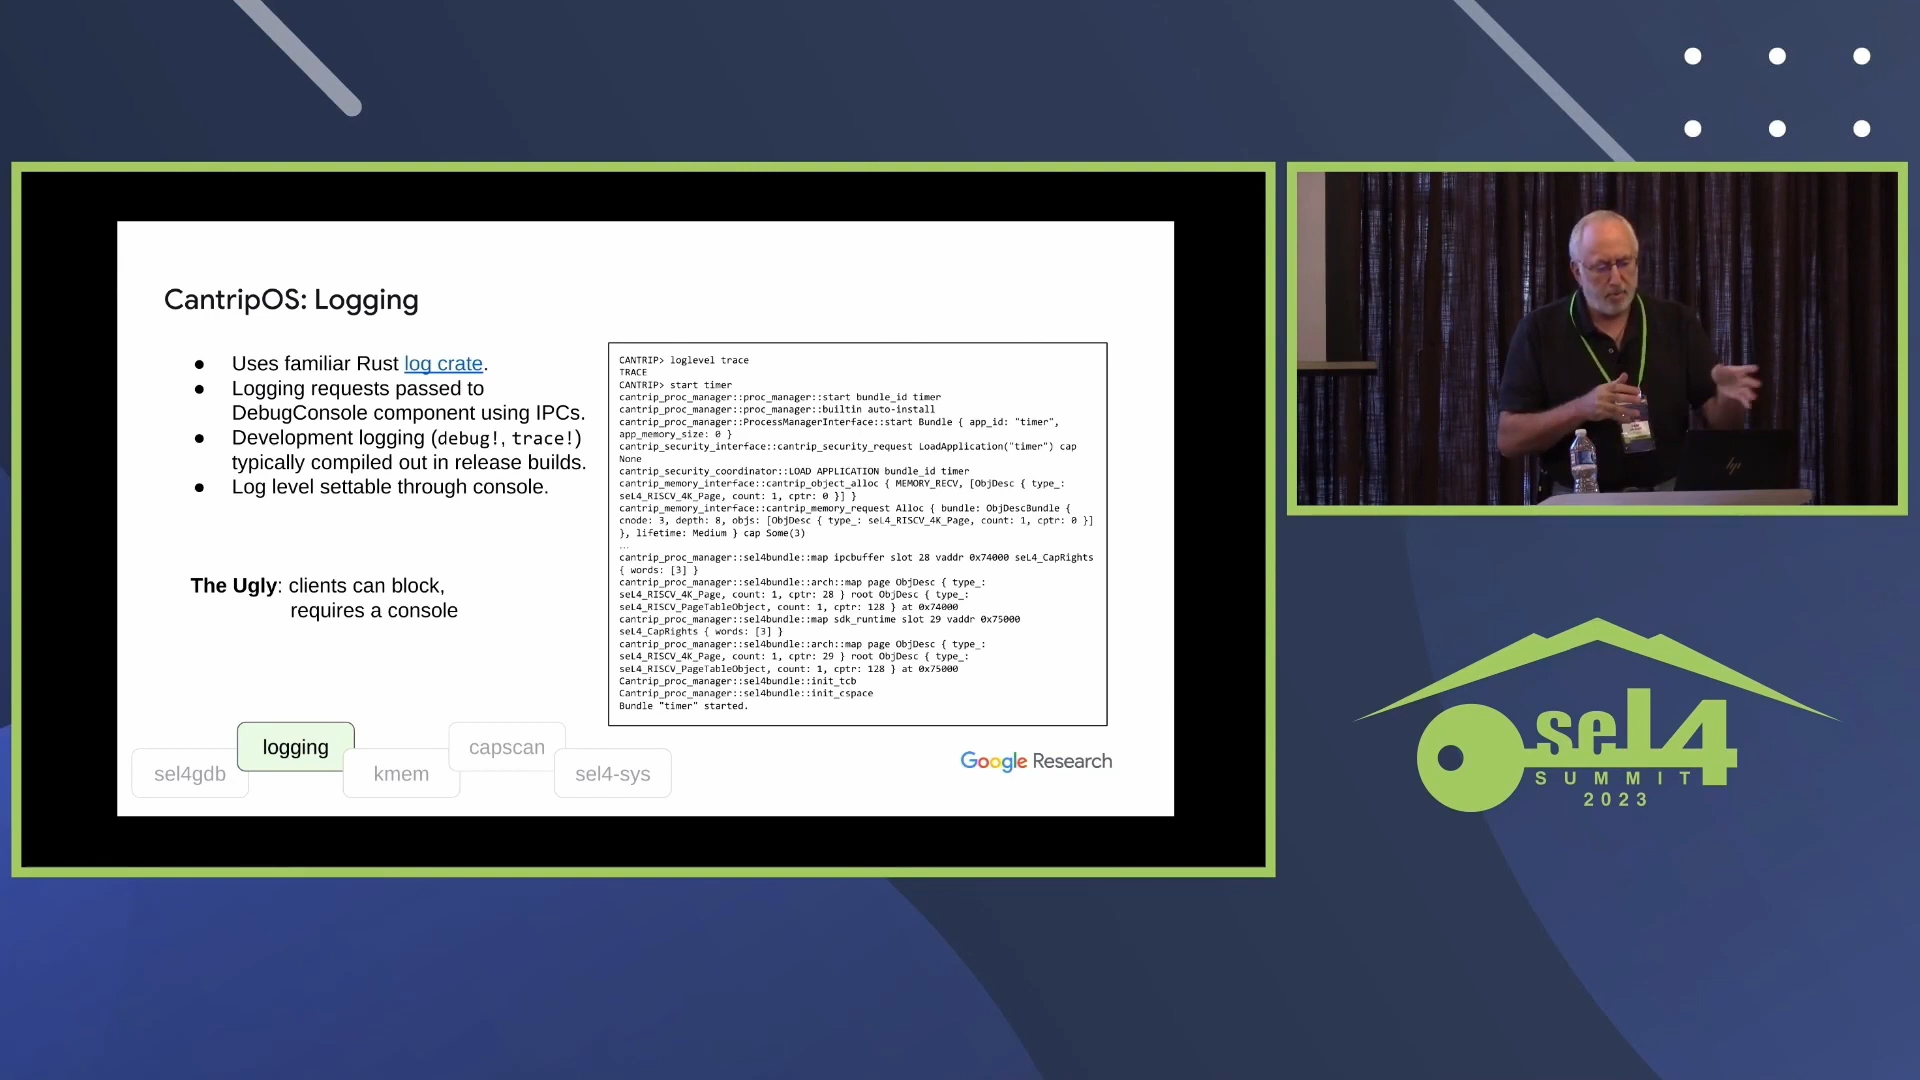 CantripOS: Logging
● Uses familiar Rust log crate.
● Logging requests passed to
DebugConsole component using IPCs.
● Development logging (debug!, trace!)
typically compiled out in release builds.
● Log level settable through console.
The Ugly: clients can block,
requires a console
CANTRIP> loglevel trace
TRACE
CANTRIP> start timer
cantrip_proc_manager::proc_manager::start bundle_id timer
cantrip_proc_manager::proc_manager::builtin auto-install
cantrip_proc_manager::ProcessManagerInterface::start Bundle { app_id: "timer",
app_memory_size: 0 }
cantrip_security_interface::cantrip_security_request LoadApplication("timer") cap
None
cantrip_security_coordinator::LOAD APPLICATION bundle_id timer
cantrip_memory_interface::cantrip_object_alloc { MEMORY_RECV, [ObjDesc { type_:
seL4_RISCV_4K_Page, count: 1, cptr: 0 }] }
cantrip_memory_interface::cantrip_memory_request Alloc { bundle: ObjDescBundle {
cnode: 3, depth: 8, objs: [ObjDesc { type_: seL4_RISCV_4K_Page, count: 1, cptr: 0 }]
}, lifetime: Medium } cap Some(3)
...
cantrip_proc_manager::sel4bundle::map ipcbuffer slot 28 vaddr 0x74000 seL4_CapRights
{ words: [3] }
cantrip_proc_manager::sel4bundle::arch::map page ObjDesc { type_:
seL4_RISCV_4K_Page, count: 1, cptr: 28 } root ObjDesc { type_:
seL4_RISCV_PageTableObject, count: 1, cptr: 128 } at 0x74000
cantrip_proc_manager::sel4bundle::map sdk_runtime slot 29 vaddr 0x75000
seL4_CapRights { words: [3] }
cantrip_proc_manager::sel4bundle::arch::map page ObjDesc { type_:
seL4_RISCV_4K_Page, count: 1, cptr: 29 } root ObjDesc { type_:
seL4_RISCV_PageTableObject, count: 1, cptr: 128 } at 0x75000
Cantrip_proc_manager::sel4bundle::init_tcb
Cantrip_proc_manager::sel4bundle::init_cspace
Bundle "timer" started.
sel4gdb
logging
kmem
capscan
sel4-sys
Google Research
hp
seL4
SUMMIT
2023